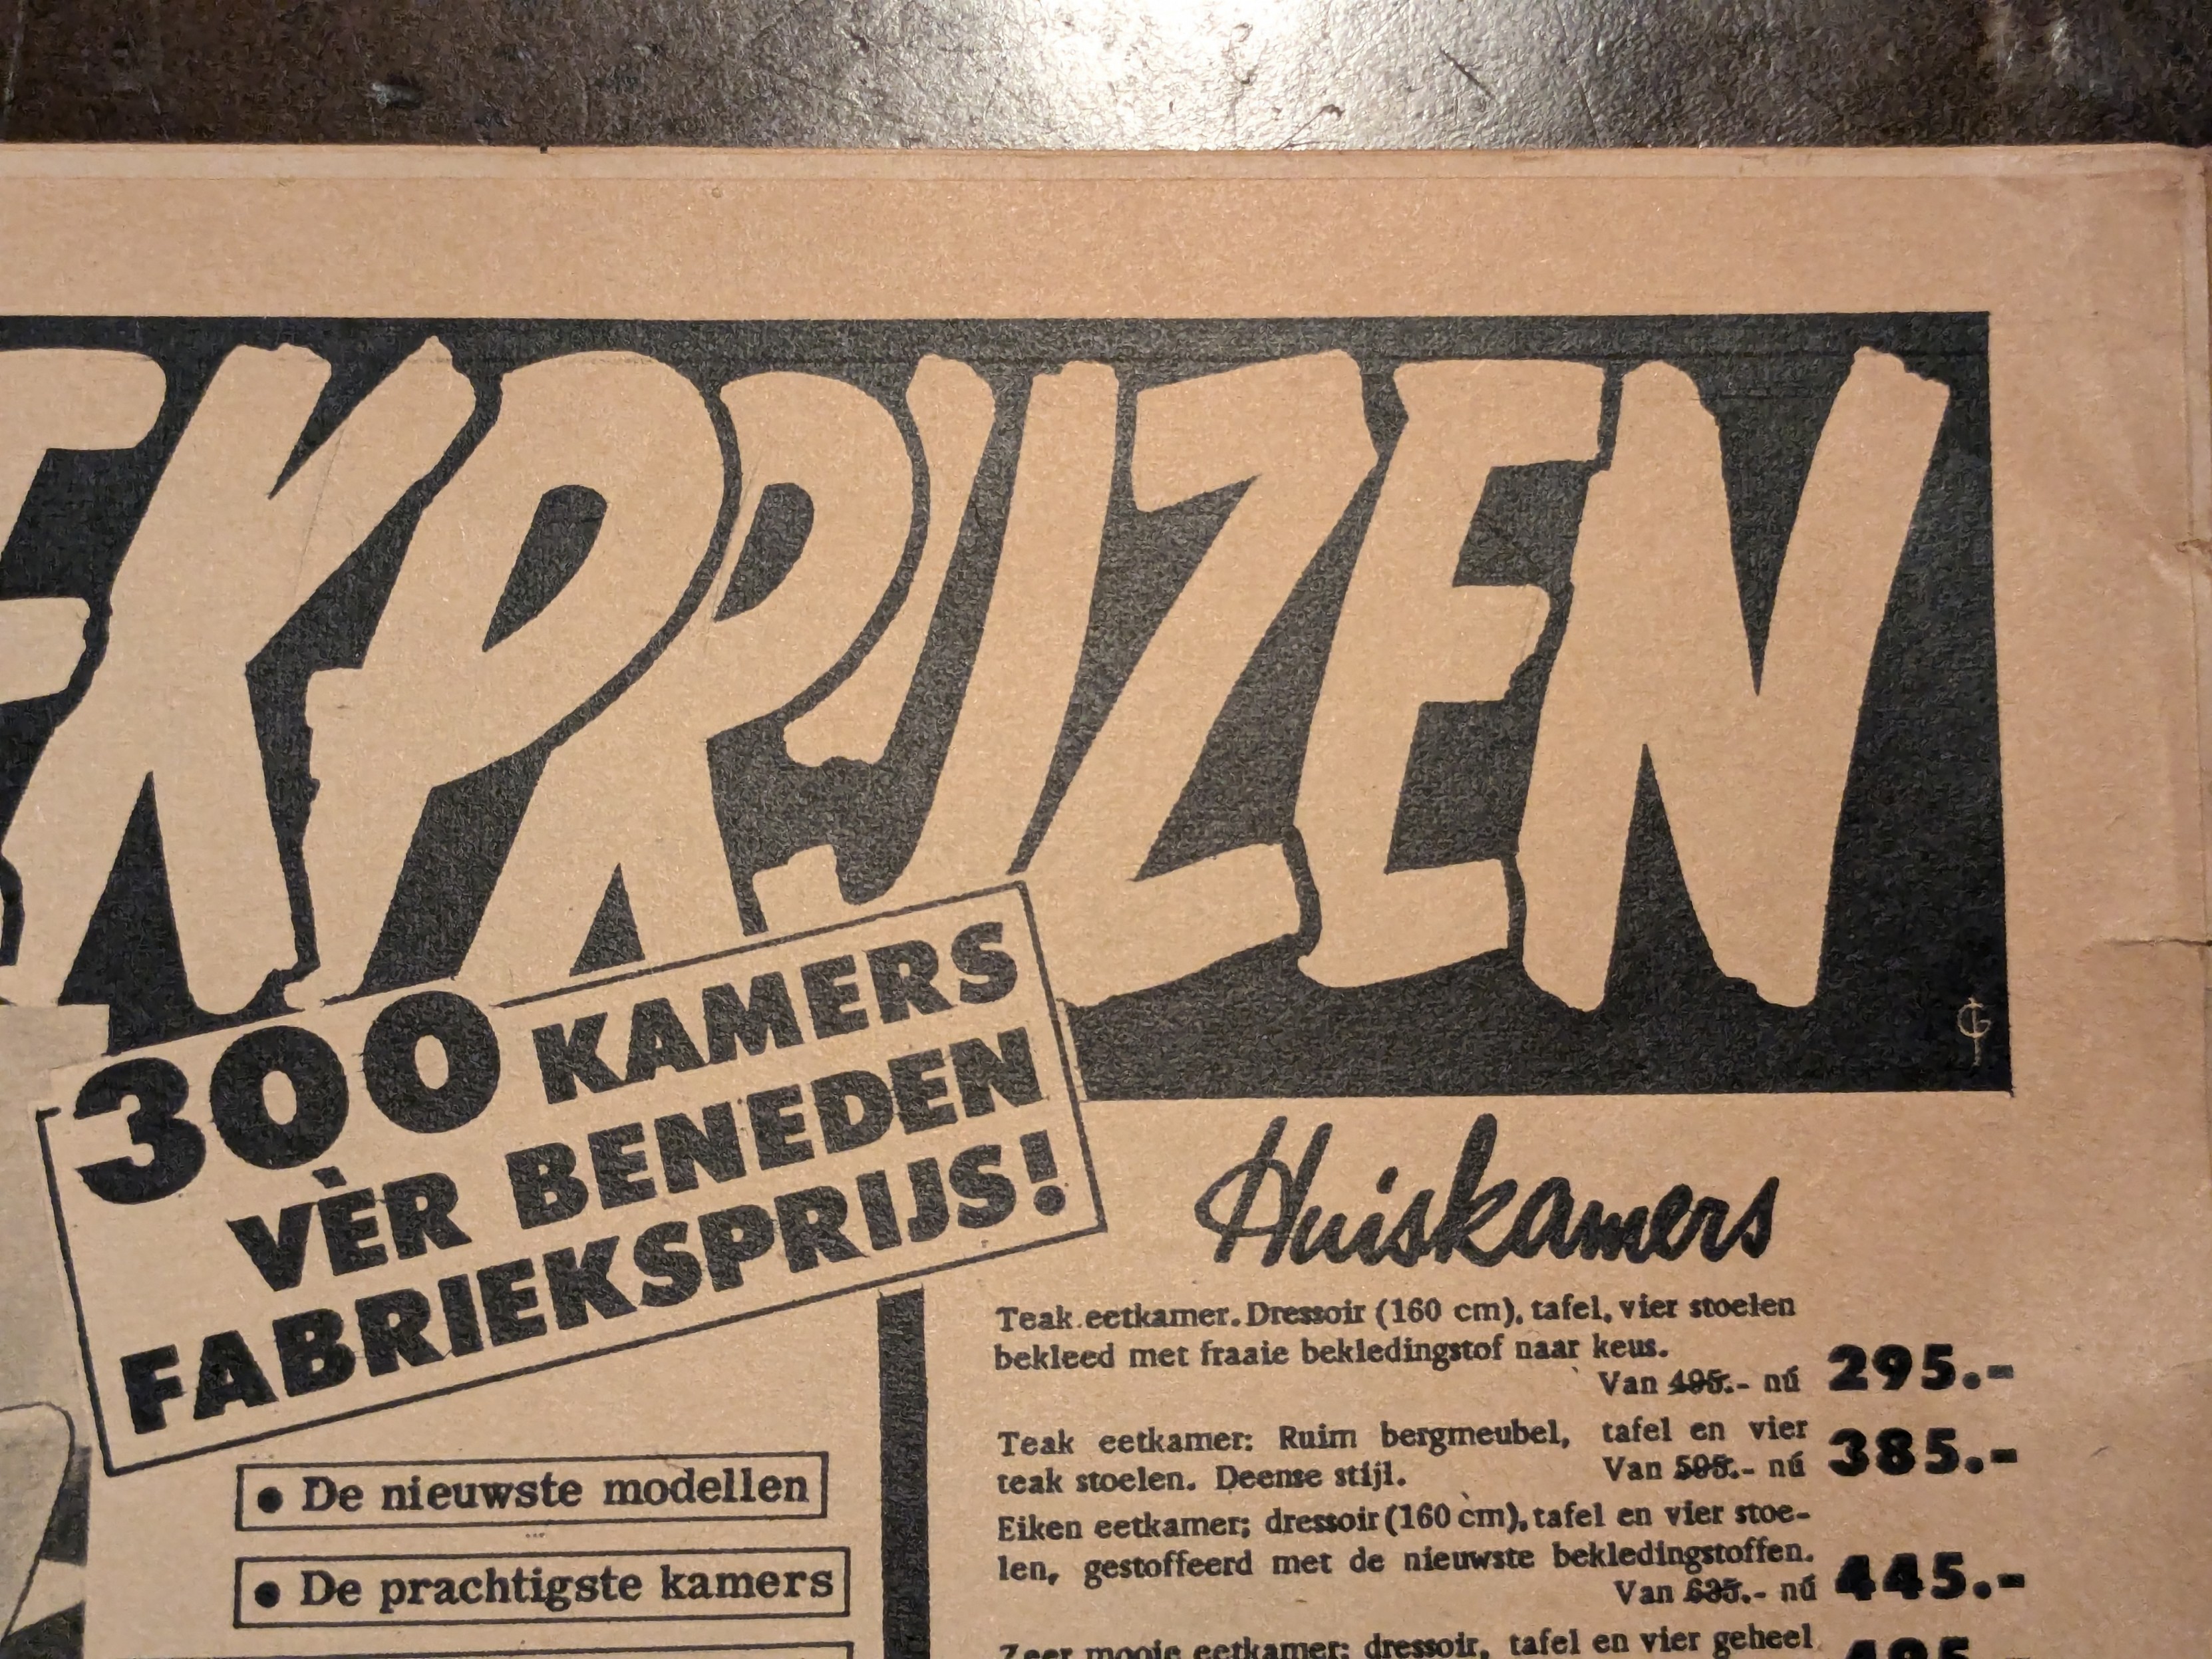 EKPRIJZEN
300 KAMERS
VÈR BENEDEN
FABRIEKSPRIJS!
• De nieuwste modellen
• De prachtigste kamers
Huiskamers
Teak eetkamer. Dressoir (160 cm), tafel, vier stoelen
bekleed met fraaie bekledingstof naar keus.
Van 495.- nú 295.-
Teak eetkamer: Ruim bergmeubel, tafel en vier
teak stoelen. Deense stijl. Van 595.- nú 385.-
Eiken eetkamer; dressoir (160 cm), tafel en vier stoe-
len, gestoffeerd met de nieuwste bekledingstoffen.
Van 635.- nú 445.-
Zeer mooie eetkamer: dressoir, tafel en vier geheel